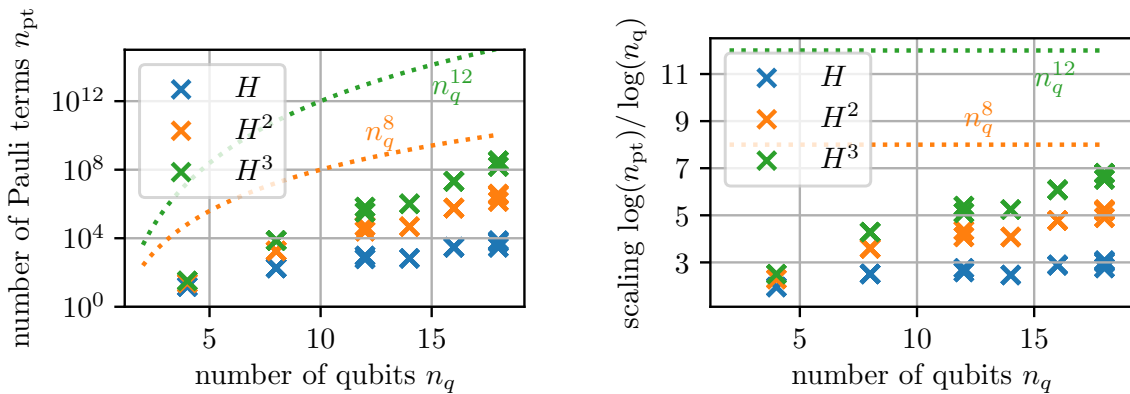 number of Pauli terms n_pt
10^12
10^8
10^4
10^0
H
H^2
H^3
n_q^12
n_q^8
5
10
15
number of qubits n_q
scaling log(n_pt)/ log(n_q)
11
9
7
5
3
H
H^2
H^3
n_q^12
n_q^8
5
10
15
number of qubits n_q